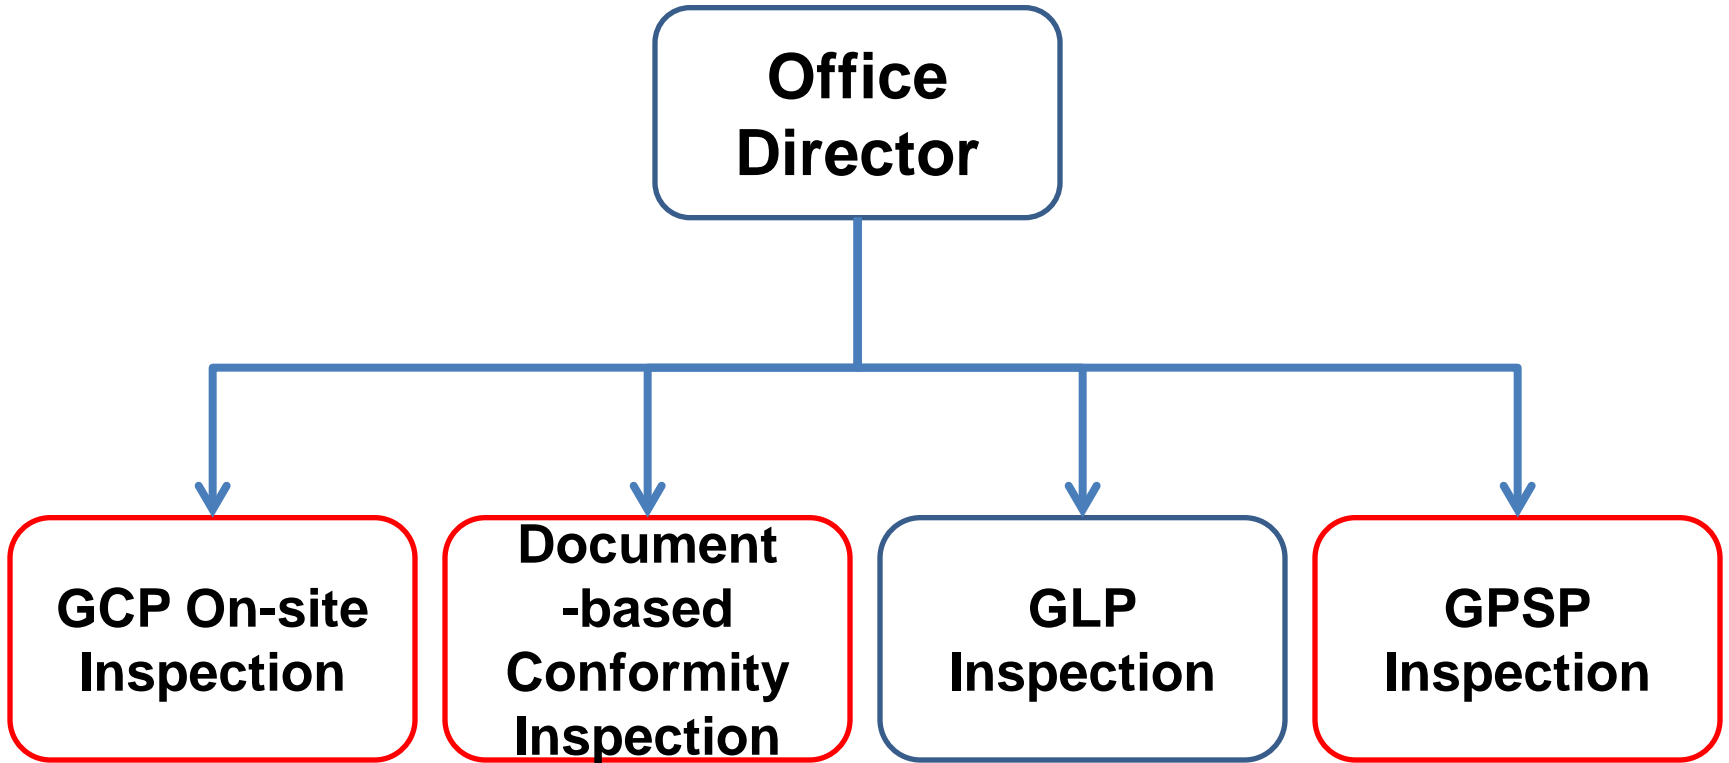 Office
Director
GCP On-site
Inspection
Document
-based
Conformity
Inspection
GLP
Inspection
GPSP
Inspection